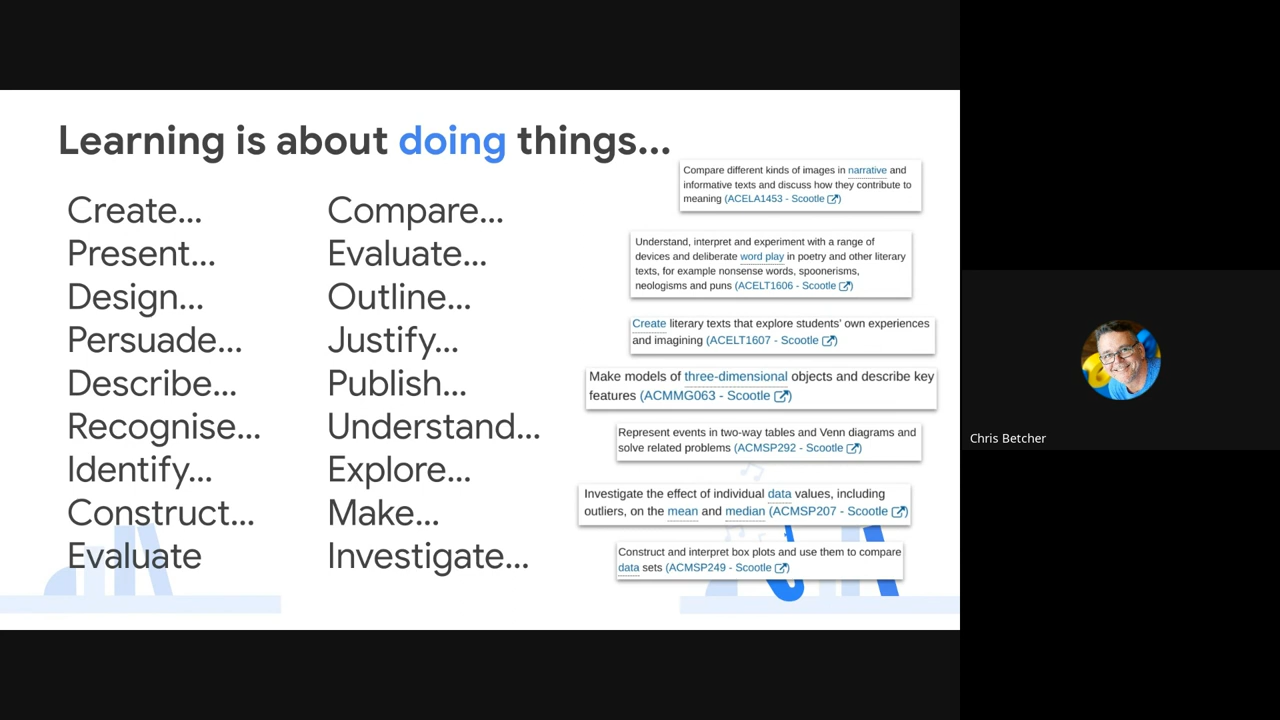 Learning is about doing things...
Create...
Present...
Design...
Persuade...
Describe...
Recognise...
Identify...
Construct...
Evaluate
Compare...
Evaluate...
Outline...
Justify...
Publish...
Understand...
Explore...
Make...
Investigate...
Compare different kinds of images in narrative and
informative texts and discuss how they contribute to
meaning (ACELA1453 - Scootle)
Understand, interpret and experiment with a range of
devices and deliberate word play in poetry and other literary
texts, for example nonsense words, spoonerisms,
neologisms and puns (ACELT1606 - Scootle)
Create literary texts that explore students' own experiences
and imagining (ACELT1607 - Scootle)
Make models of three-dimensional objects and describe key
features (ACMMG063 - Scootle)
Represent events in two-way tables and Venn diagrams and
solve related problems (ACMSP292 - Scootle)
Investigate the effect of individual data values, including
outliers, on the mean and median (ACMSP207 - Scootle)
Construct and interpret box plots and use them to compare
data sets (ACMSP249 - Scootle)
Chris Betcher